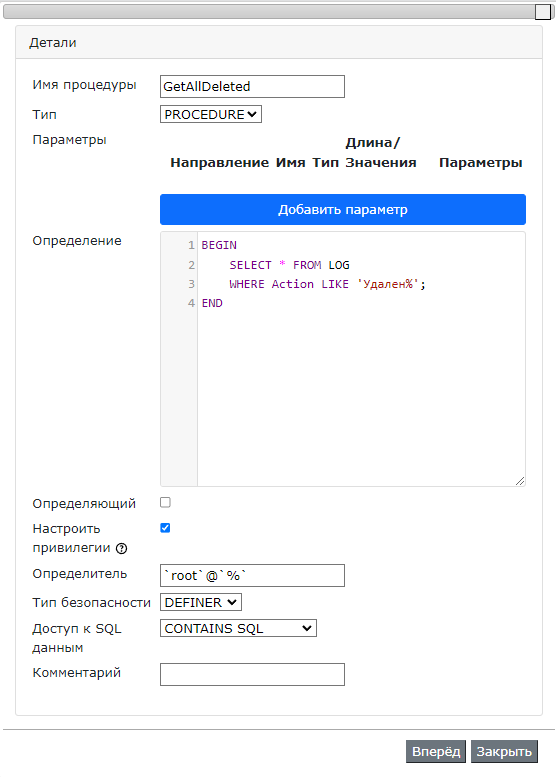 Детали
Имя процедуры GetAllDeleted
Тип PROCEDURE
Параметры
Направление Имя Тип Длина/ Значения Параметры
Добавить параметр
Определение
1 BEGIN
2 SELECT * FROM LOG
3 WHERE Action LIKE 'Удален%';
4 END
Определяющий
Настроить
привилегии ?
Определитель `root`@`%`
Тип безопасности DEFINER
Доступ к SQL CONTAINS SQL
данным
Комментарий
Вперёд Закрыть